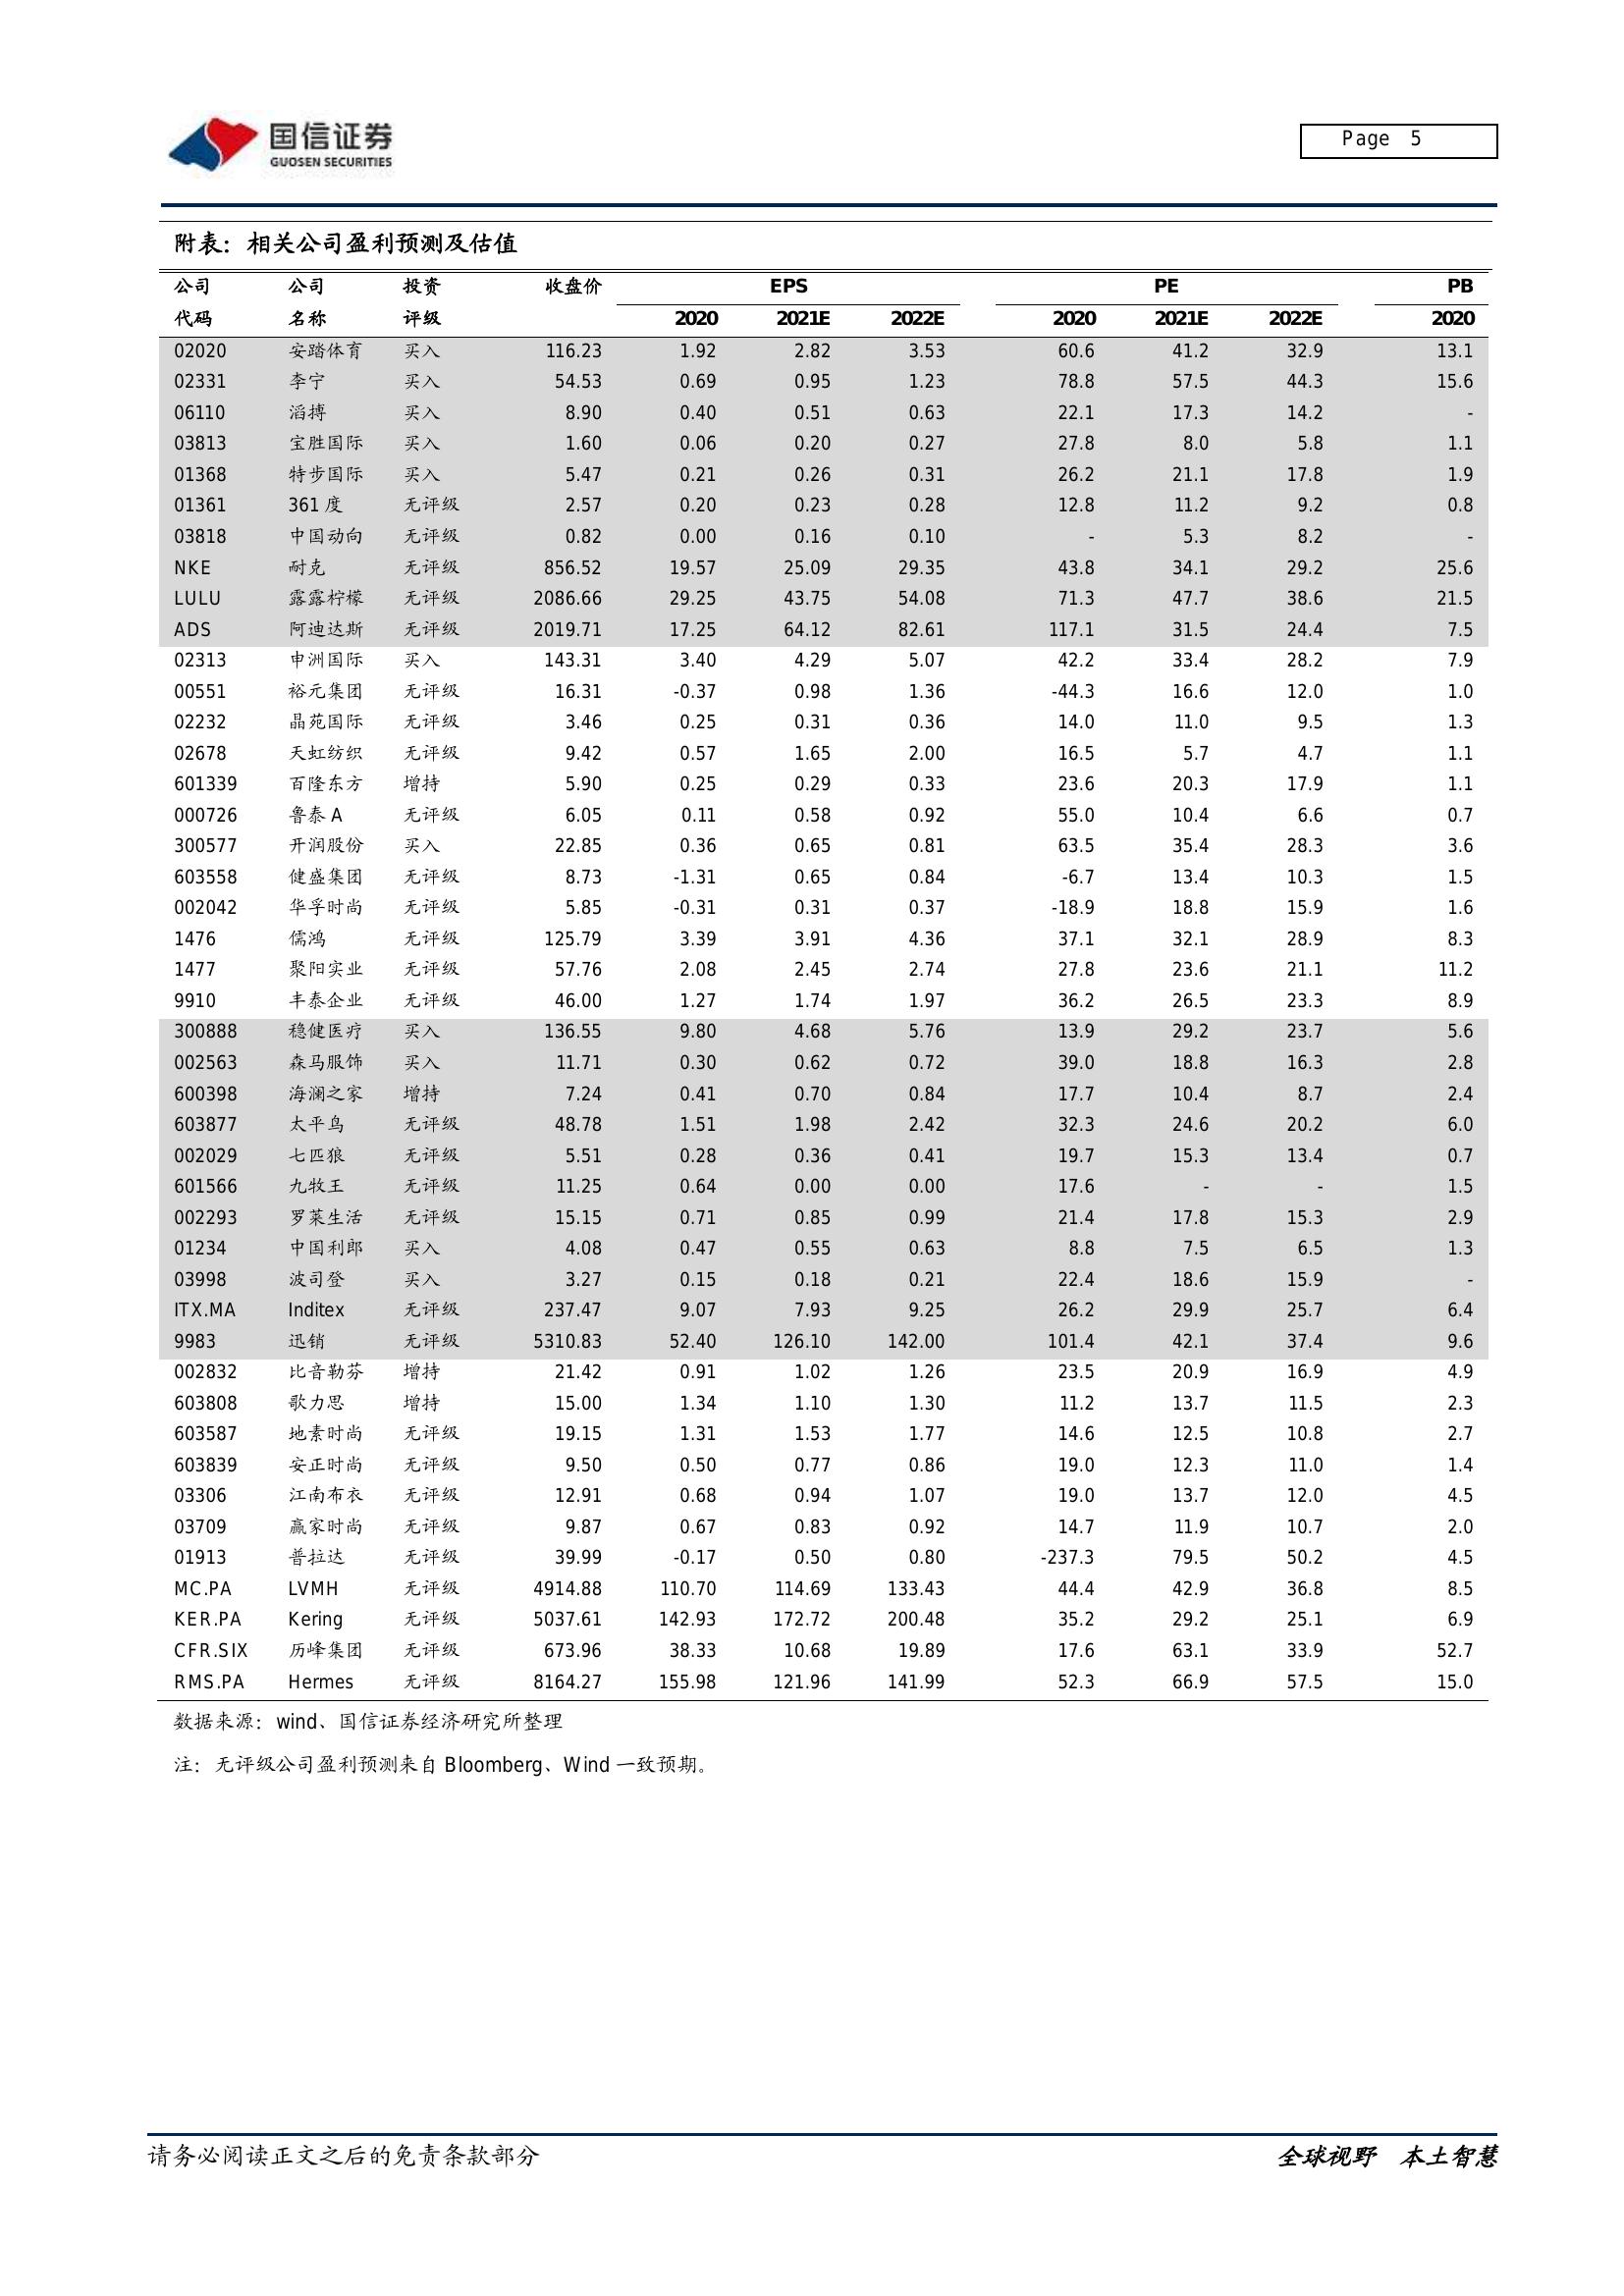 国信证券
GUOSEN SECURITIES
Page 5
附表：相关公司盈利预测及估值
公司 公司 投资 收盘价 EPS PE PB
代码 名称 评级 2020 2021E 2022E 2020 2021E 2022E 2020
02020 安踏体育 买入 116.23 1.92 2.82 3.53 60.6 41.2 32.9 13.1
02331 李宁 买入 54.53 0.69 0.95 1.23 78.8 57.5 44.3 15.6
06110 滔搏 买入 8.90 0.40 0.51 0.63 22.1 17.3 14.2 -
03813 宝胜国际 买入 1.60 0.06 0.20 0.27 27.8 8.0 5.8 1.1
01368 特步国际 买入 5.47 0.21 0.26 0.31 26.2 21.1 17.8 1.9
01361 361度 无评级 2.57 0.20 0.23 0.28 12.8 11.2 9.2 0.8
03818 中国动向 无评级 0.82 0.00 0.16 0.10 - 5.3 8.2 -
NKE 耐克 无评级 856.52 19.57 25.09 29.35 43.8 34.1 29.2 25.6
LULU 露露柠檬 无评级 2086.66 29.25 43.75 54.08 71.3 47.7 38.6 21.5
ADS 阿迪达斯 无评级 2019.71 17.25 64.12 82.61 117.1 31.5 24.4 7.5
02313 申洲国际 买入 143.31 3.40 4.29 5.07 42.2 33.4 28.2 7.9
00551 裕元集团 无评级 16.31 -0.37 0.98 1.36 -44.3 16.6 12.0 1.0
02232 晶苑国际 无评级 3.46 0.25 0.31 0.36 14.0 11.0 9.5 1.3
02678 天虹纺织 无评级 9.42 0.57 1.65 2.00 16.5 5.7 4.7 1.1
601339 百隆东方 增持 5.90 0.25 0.29 0.33 23.6 20.3 17.9 1.1
000726 鲁泰A 无评级 6.05 0.11 0.58 0.92 55.0 10.4 6.6 0.7
300577 开润股份 买入 22.85 0.36 0.65 0.81 63.5 35.4 28.3 3.6
603558 健盛集团 无评级 8.73 -1.31 0.65 0.84 -6.7 13.4 10.3 1.5
002042 华孚时尚 无评级 5.85 -0.31 0.31 0.37 -18.9 18.8 15.9 1.6
1476 儒鸿 无评级 125.79 3.39 3.91 4.36 37.1 32.1 28.9 8.3
1477 聚阳实业 无评级 57.76 2.08 2.45 2.74 27.8 23.6 21.1 11.2
9910 丰泰企业 无评级 46.00 1.27 1.74 1.97 36.2 26.5 23.3 8.9
300888 稳健医疗 买入 136.55 9.80 4.68 5.76 13.9 29.2 23.7 5.6
002563 森马服饰 买入 11.71 0.30 0.62 0.72 39.0 18.8 16.3 2.8
600398 海澜之家 增持 7.24 0.41 0.70 0.84 17.7 10.4 8.7 2.4
603877 太平鸟 无评级 48.78 1.51 1.98 2.42 32.3 24.6 20.2 6.0
002029 七匹狼 无评级 5.51 0.28 0.36 0.41 19.7 15.3 13.4 0.7
601566 九牧王 无评级 11.25 0.64 0.00 0.00 17.6 - - 1.5
002293 罗莱生活 无评级 15.15 0.71 0.85 0.99 21.4 17.8 15.3 2.9
01234 中国利郎 买入 4.08 0.47 0.55 0.63 8.8 7.5 6.5 1.3
03998 波司登 买入 3.27 0.15 0.18 0.21 22.4 18.6 15.9 -
ITX.MA Inditex 无评级 237.47 9.07 7.93 9.25 26.2 29.9 25.7 6.4
9983 迅销 无评级 5310.83 52.40 126.10 142.00 101.4 42.1 37.4 9.6
002832 比音勒芬 增持 21.42 0.91 1.02 1.26 23.5 20.9 16.9 4.9
603808 歌力思 增持 15.00 1.34 1.10 1.30 11.2 13.7 11.5 2.3
603587 地素时尚 无评级 19.15 1.31 1.53 1.77 14.6 12.5 10.8 2.7
603839 安正时尚 无评级 9.50 0.50 0.77 0.86 19.0 12.3 11.0 1.4
03306 江南布衣 无评级 12.91 0.68 0.94 1.07 19.0 13.7 12.0 4.5
03709 赢家时尚 无评级 9.87 0.67 0.83 0.92 14.7 11.9 10.7 2.0
01913 普拉达 无评级 39.99 -0.17 0.50 0.80 -237.3 79.5 50.2 4.5
MC.PA LVMH 无评级 4914.88 110.70 114.69 133.43 44.4 42.9 36.8 8.5
KER.PA Kering 无评级 5037.61 142.93 172.72 200.48 35.2 29.2 25.1 6.9
CFR.SIX 历峰集团 无评级 673.96 38.33 10.68 19.89 17.6 63.1 33.9 52.7
RMS.PA Hermes 无评级 8164.27 155.98 121.96 141.99 52.3 66.9 57.5 15.0
数据来源：wind、国信证券经济研究所整理
注：无评级公司盈利预测来自 Bloomberg、Wind 一致预期。
请务必阅读正文之后的免责条款部分 全球视野 本土智慧